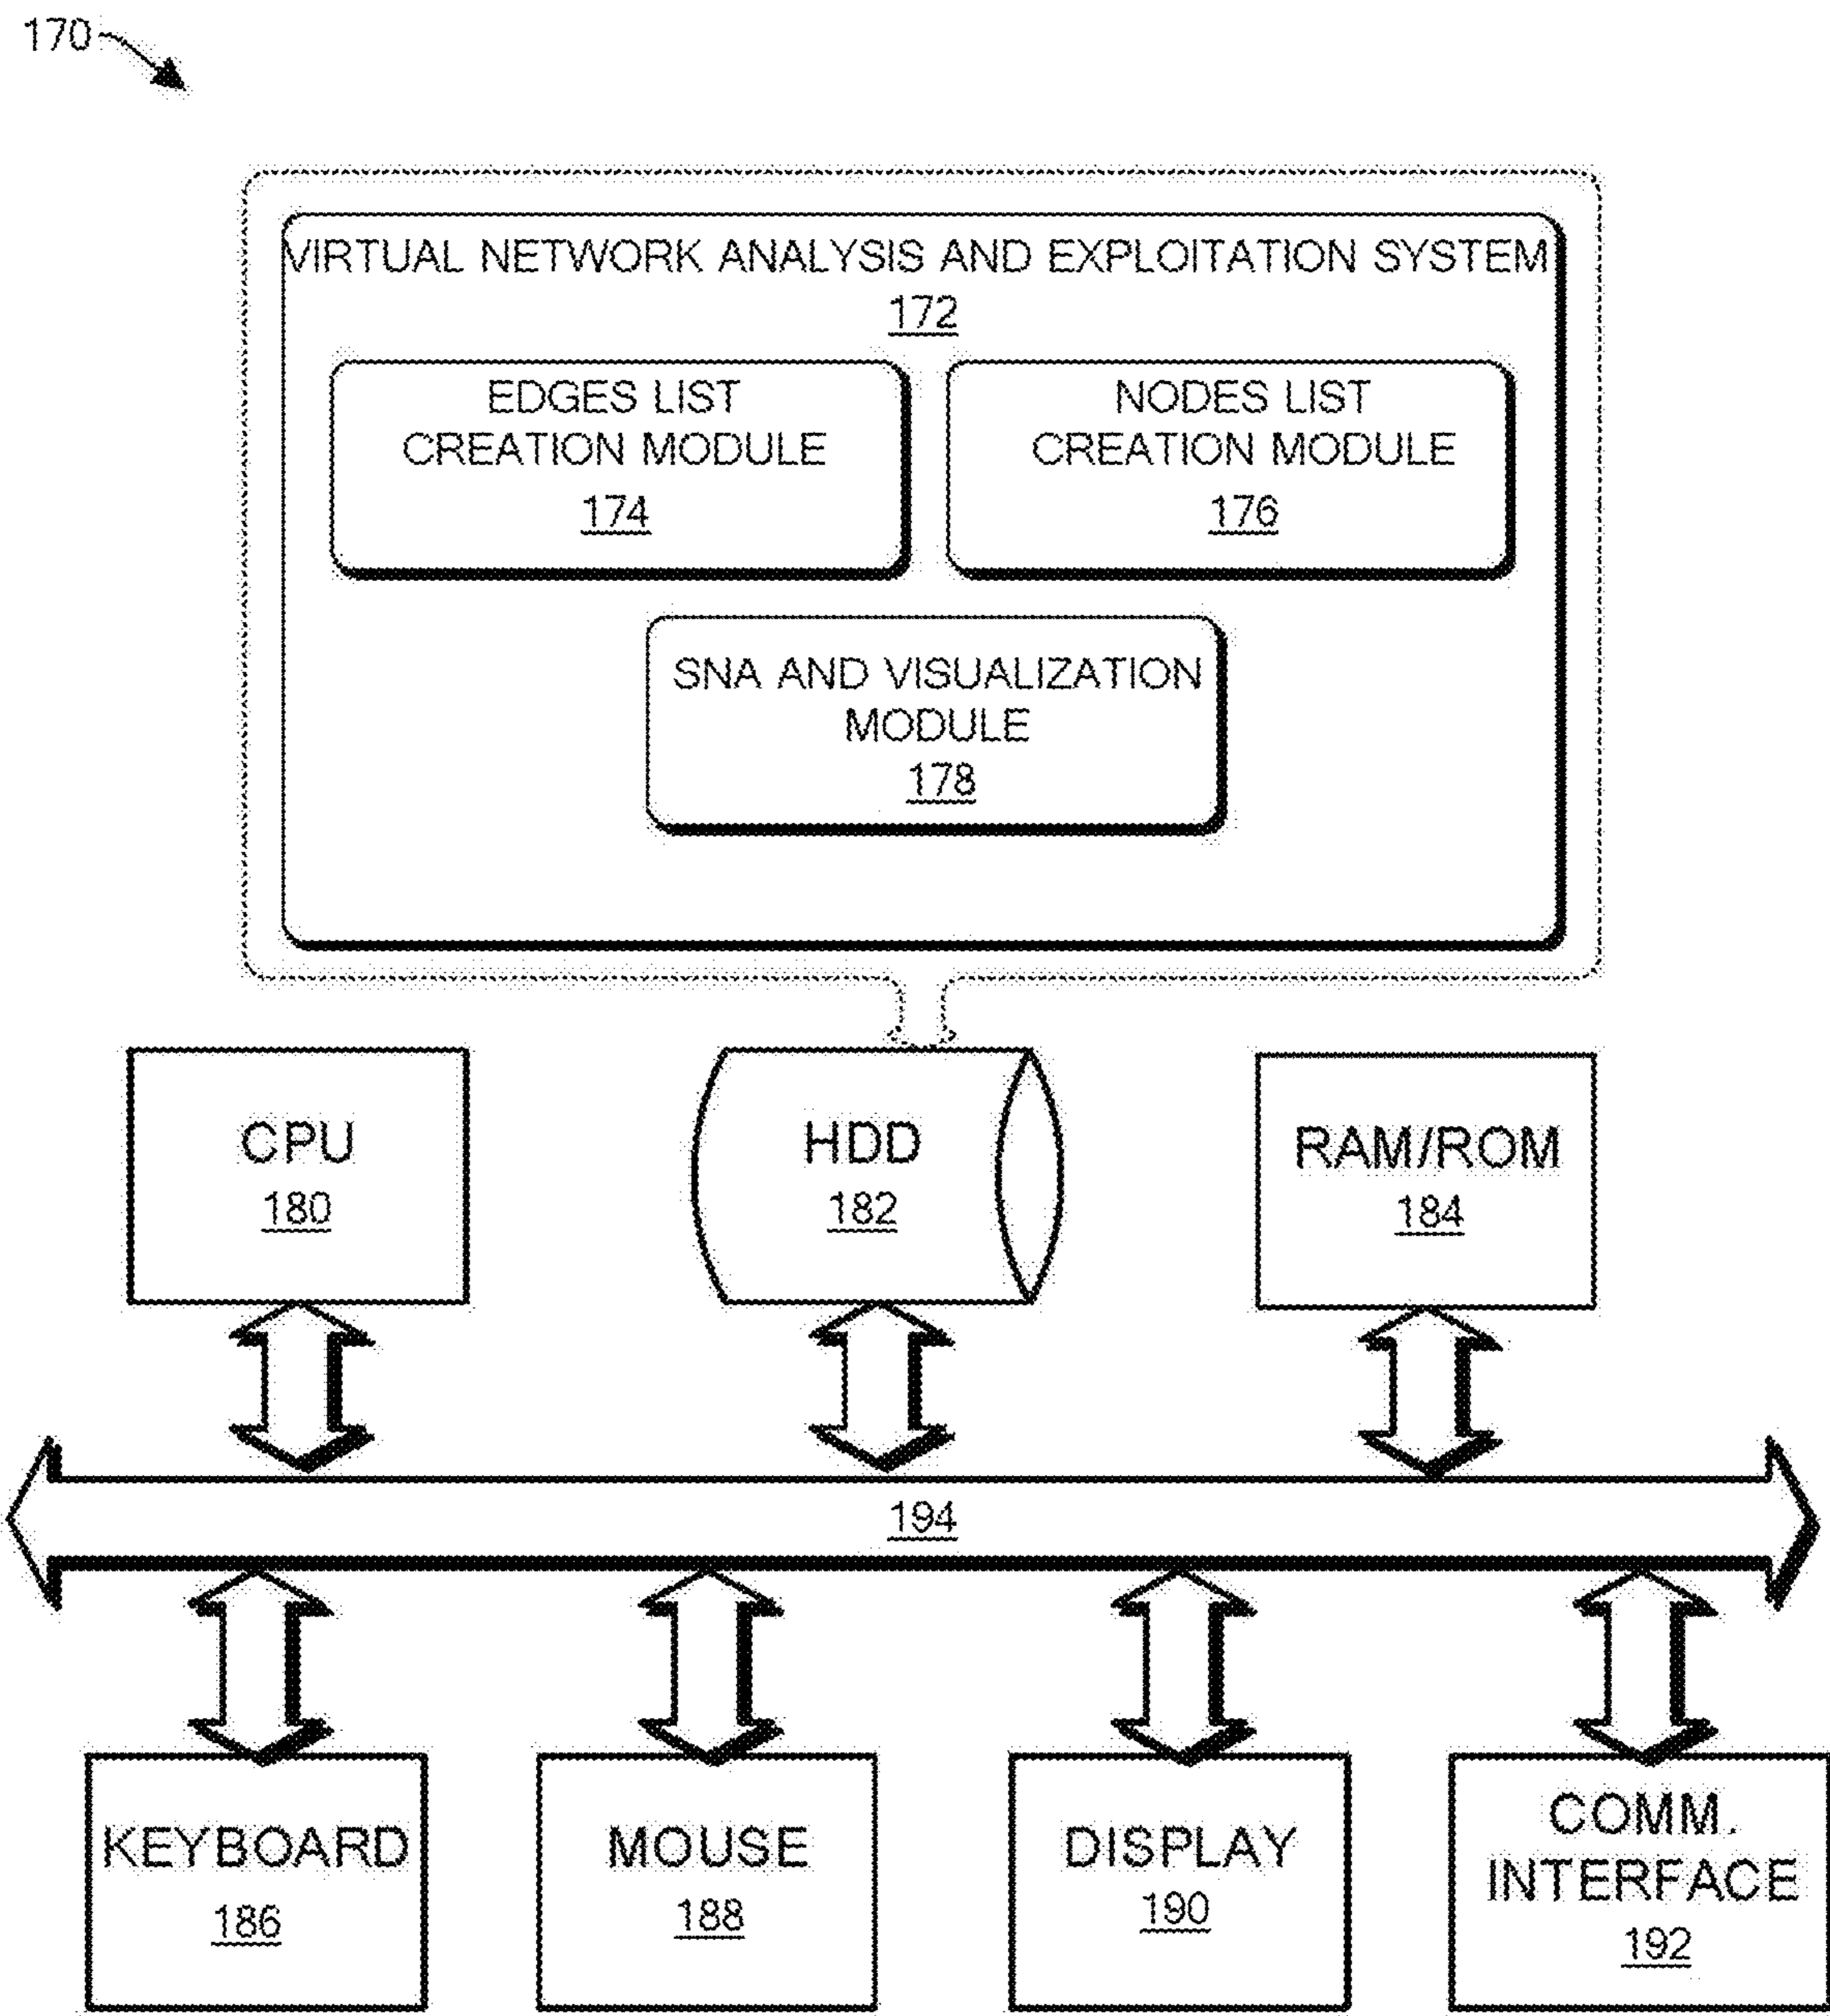 170
VIRTUAL NETWORK ANALYSIS AND EXPLOITATION SYSTEM
172
EDGES LIST
CREATION MODULE
174
NODES LIST
CREATION MODULE
176
SNA AND VISUALIZATION
MODULE
178
CPU
180
HDD
182
RAM/ROM
184
194
KEYBOARD
186
MOUSE
188
DISPLAY
190
COMM.
INTERFACE
192